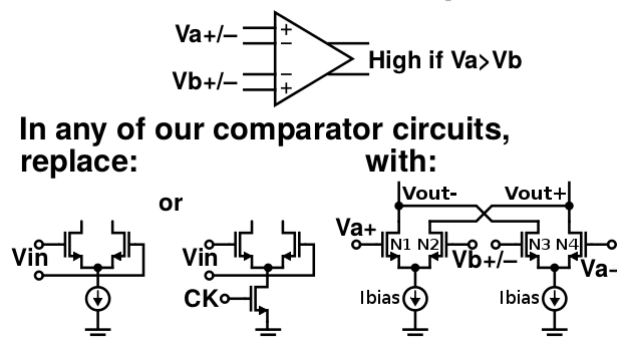 Va+/–
+
–
Vb+/–
–
+
High if Va>Vb
In any of our comparator circuits,
replace: with:
or
Vout- Vout+
Vin
Vin
CK
Va+
N1 N2
Vb+/–
N3 N4
Va-
Ibias
Ibias